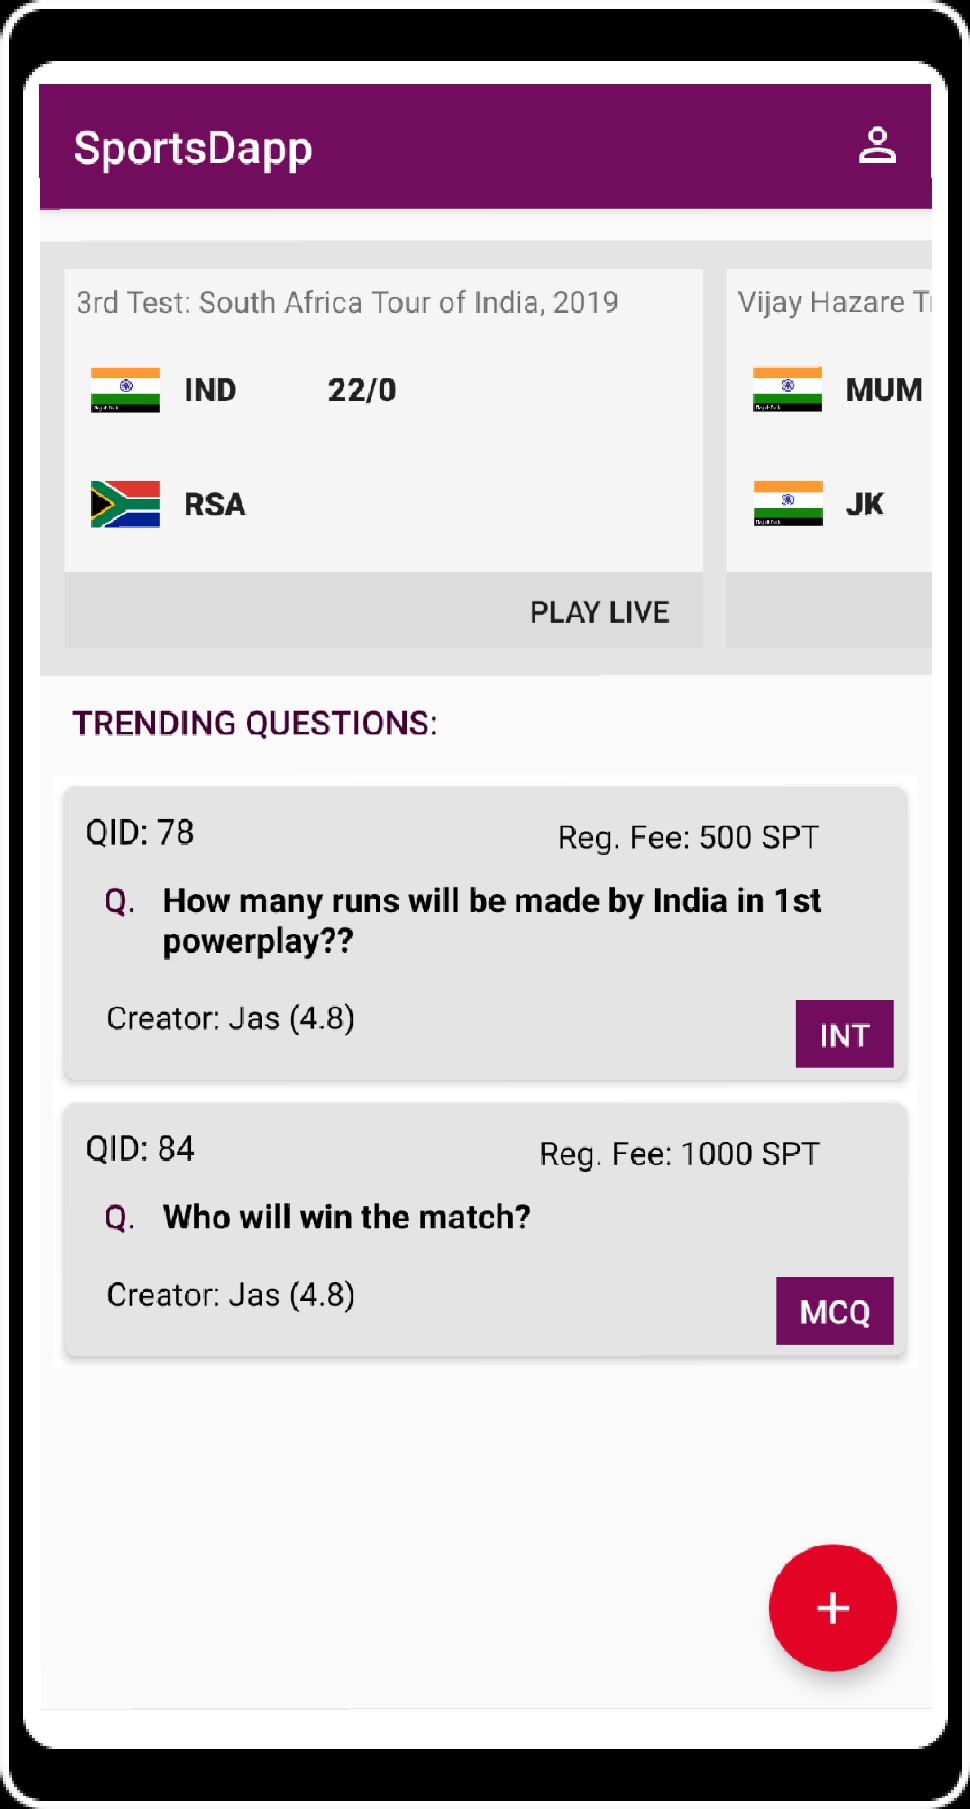 SportsDapp
3rd Test: South Africa Tour of India, 2019
IND 22/0
RSA
PLAY LIVE
Vijay Hazare
MUM
JK
TRENDING QUESTIONS:
QID: 78
Reg. Fee: 500 SPT
Q. How many runs will be made by India in 1st
powerplay??
Creator: Jas (4.8)
INT
QID: 84
Reg. Fee: 1000 SPT
Q. Who will win the match?
Creator: Jas (4.8)
MCQ
+